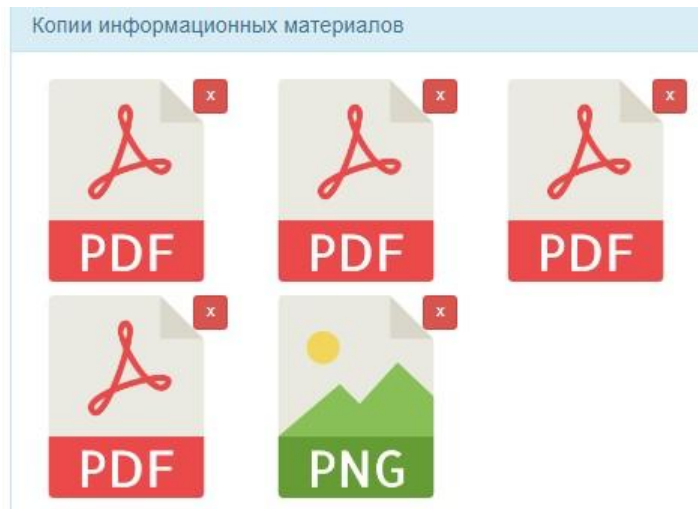 Копии информационных материалов
x x x
PDF PDF PDF
x x
PDF PNG